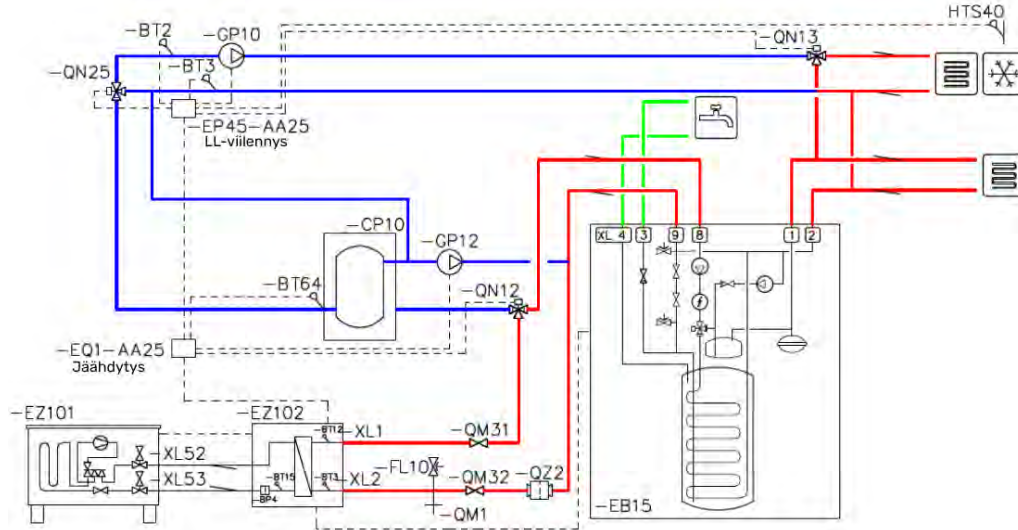 HTS40
-BT2
-GP10
-QN13
-BT3
-QN25
-EP45-AA25
LL-viilennys
-CP10
-GP12
XL 4 3 9 8 1 2
-BT64
-QN12
-EQ1-AA25
Jäähdytys
-EZ101
-EZ102
-BT12
-XL1
-QM31
-XL52
-FL10
-QM32
-QZ2
-XL53
-BT15
-BT3
-XL2
-BP4
-QM1
-EB15